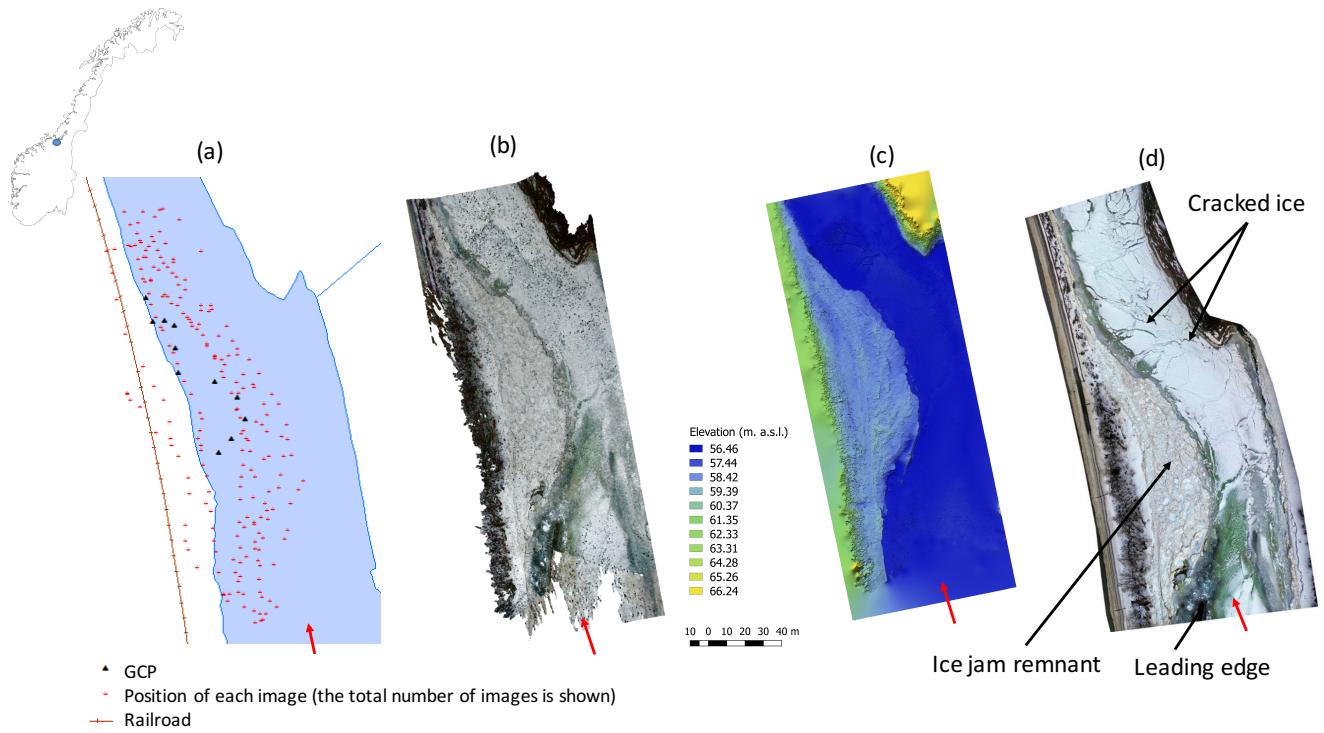 (a)
(b)
(c)
(d)
Cracked ice
Elevation (m. a.s.l.)
56.46
57.44
58.42
59.39
60.37
61.35
62.33
63.31
64.28
65.26
66.24
10 0 10 20 30 40 m
Ice jam remnant
Leading edge
GCP
Position of each image (the total number of images is shown)
Railroad